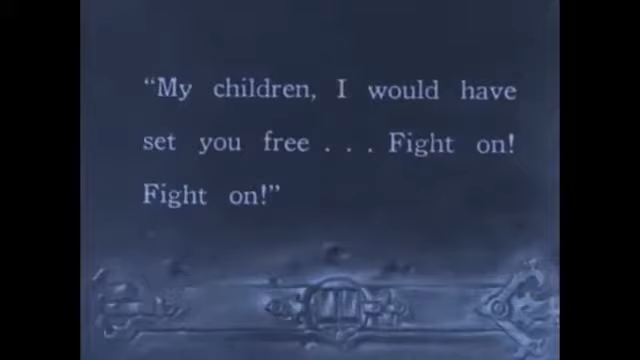 “My children, I would have
set you free . . . Fight on!
Fight on!”